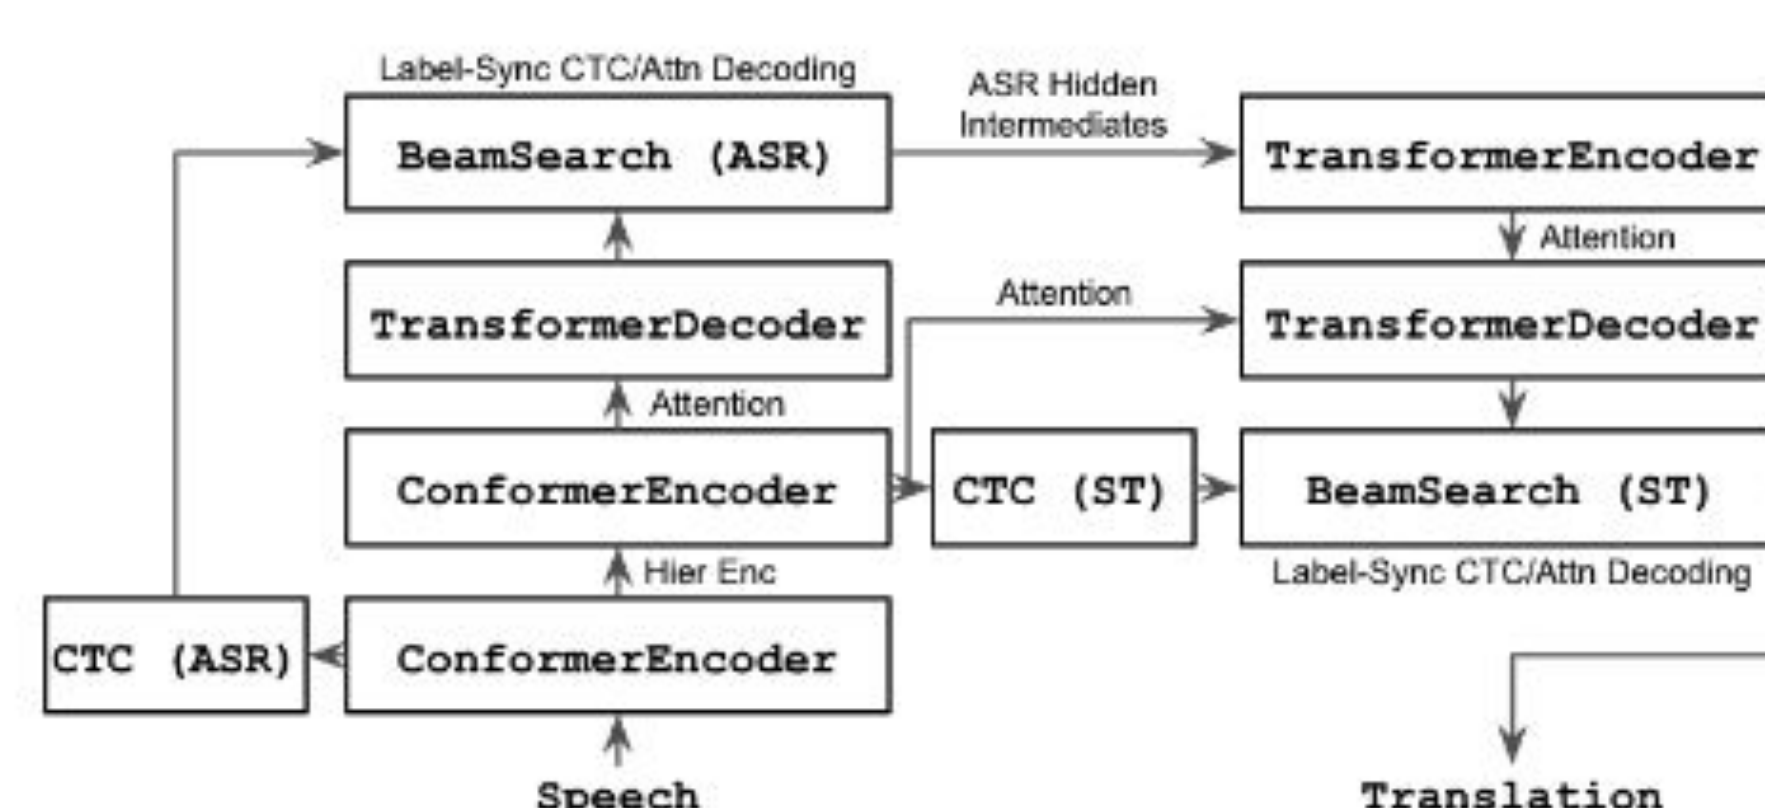 Label-Sync CTC/Attn Decoding
BeamSearch (ASR)
ASR Hidden
Intermediates
TransformerEncoder
Attention
TransformerDecoder
Attention
TransformerDecoder
Attention
ConformerEncoder
CTC (ST)
BeamSearch (ST)
Hier Enc
Label-Sync CTC/Attn Decoding
CTC (ASR)
ConformerEncoder
Speech
Translation